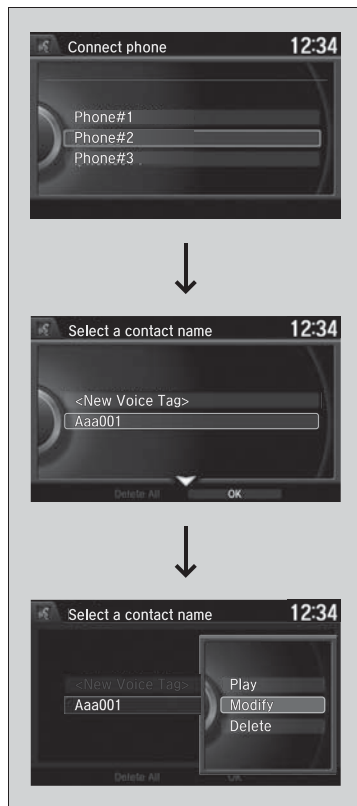 Connect phone 12:34
Phone#1
Phone#2
Phone#3
Select a contact name 12:34
<New Voice Tag>
Aaa001
Delete All OK
Select a contact name 12:34
<New Voice Tag> Play
Aaa001 Modify
Delete
Delete All OK